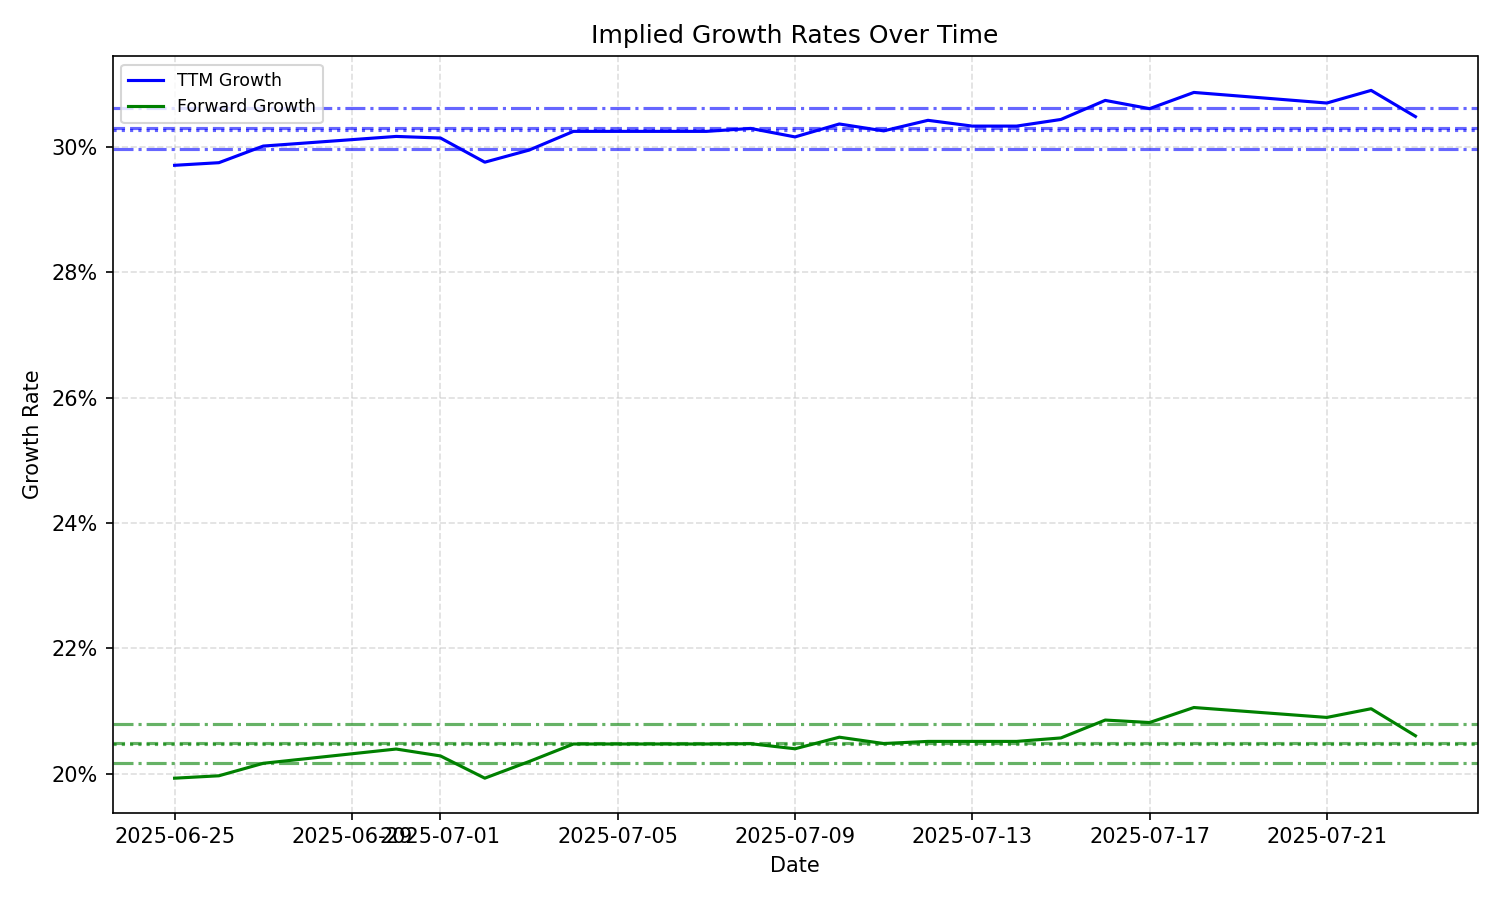 Implied Growth Rates Over Time
TTM Growth
Forward Growth
30%
28%
26%
24%
22%
20%
Growth Rate
2025-06-25 2025-06-29 2025-07-01 2025-07-05 2025-07-09 2025-07-13 2025-07-17 2025-07-21
Date